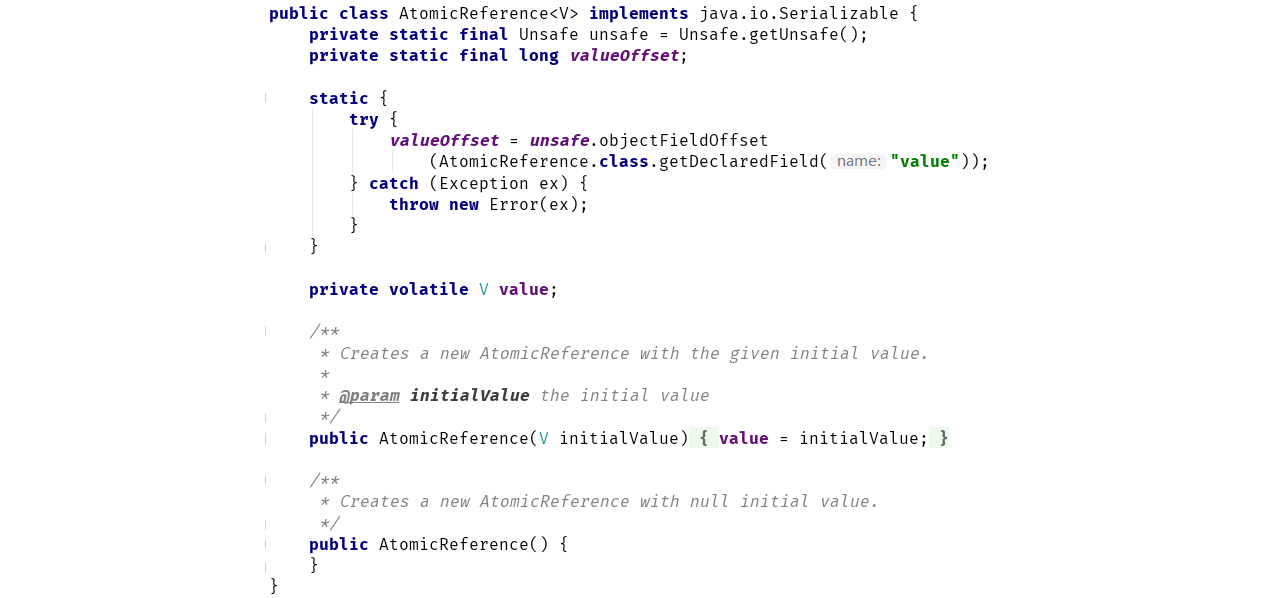 public class AtomicReference<V> implements java.io.Serializable {
    private static final Unsafe unsafe = Unsafe.getUnsafe();
    private static final long valueOffset;

    static {
        try {
            valueOffset = unsafe.objectFieldOffset
                (AtomicReference.class.getDeclaredField( name: "value"));
        } catch (Exception ex) {
            throw new Error(ex);
        }
    }

    private volatile V value;

    /**
     * Creates a new AtomicReference with the given initial value.
     *
     * @param initialValue the initial value
     */
    public AtomicReference(V initialValue) { value = initialValue; }

    /**
     * Creates a new AtomicReference with null initial value.
     */
    public AtomicReference() {
    }
}